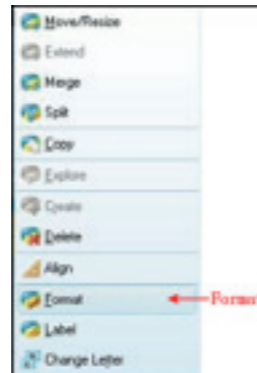 Move/Resize
Extend
Merge
Split
Copy
Explore
Create
Delete
Align
Format Format
Label
Change Letter